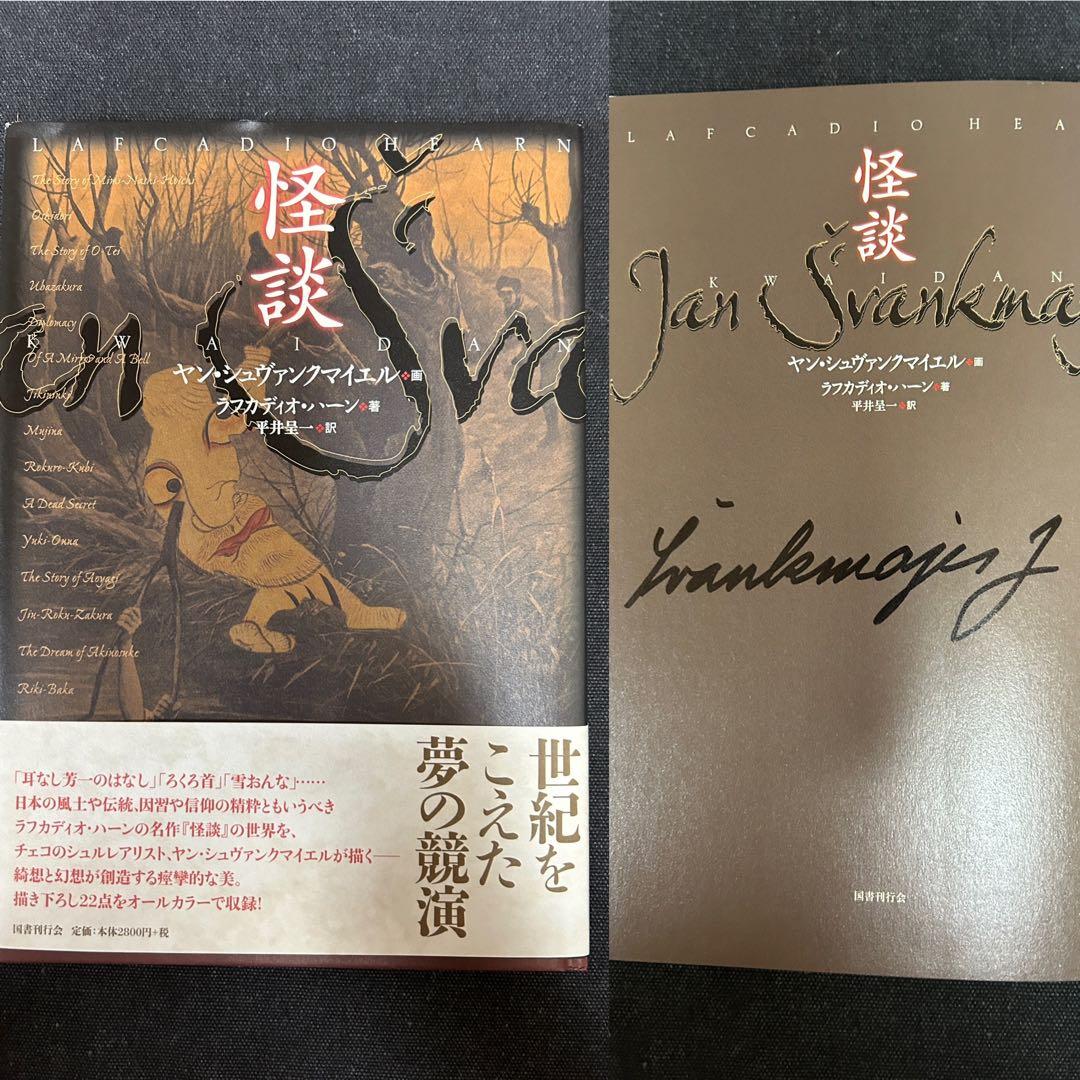 LAFCADIO HEARN
怪談
an Šva
KWAIDAN
The Story of Mimi-Nashi-Hoichi
Oshidori
The Story of O-Tei
Ubazakura
Diplomacy
Of A Mirror and A Bell
Jikininki
Mujina
Rokuro-Kubi
A Dead Secret
Yuki-Onna
The Story of Aoyagi
Jiu-Roku-Zakura
The Dream of Akinosuke
Riki-Baka
ヤン・シュヴァンクマイエル 画
ラフカディオ・ハーン 著
平井呈一 訳
世紀を
こえた
夢の競演
「耳なし芳一のはなし」「ろくろ首」「雪おんな」……
日本の風土や伝統、因習や信仰の精粋ともいうべき
ラフカディオ・ハーンの名作『怪談』の世界を、
チェコのシュルレアリスト、ヤン・シュヴァンクマイエルが描く──
綺想と幻想が創造する痙攣的な美。
描き下ろし22点をオールカラーで収録!
国書刊行会 定価:本体2800円+税
LAFCADIO HEA
怪談
Jan Švankmaj
KWAIDAN
ヤン・シュヴァンクマイエル 画
ラフカディオ・ハーン 著
平井呈一 訳
Švankmajer J
国書刊行会